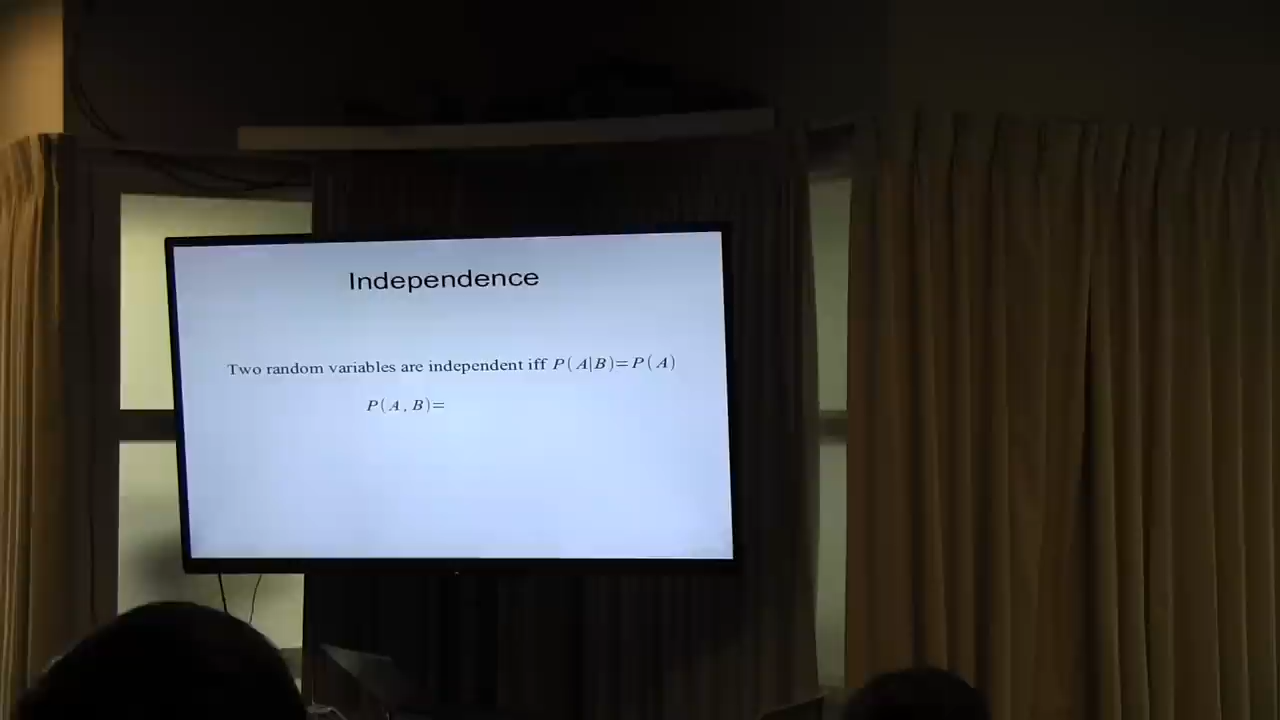 Independence
Two random variables are independent iff P(A|B)=P(A)
P(A,B)=